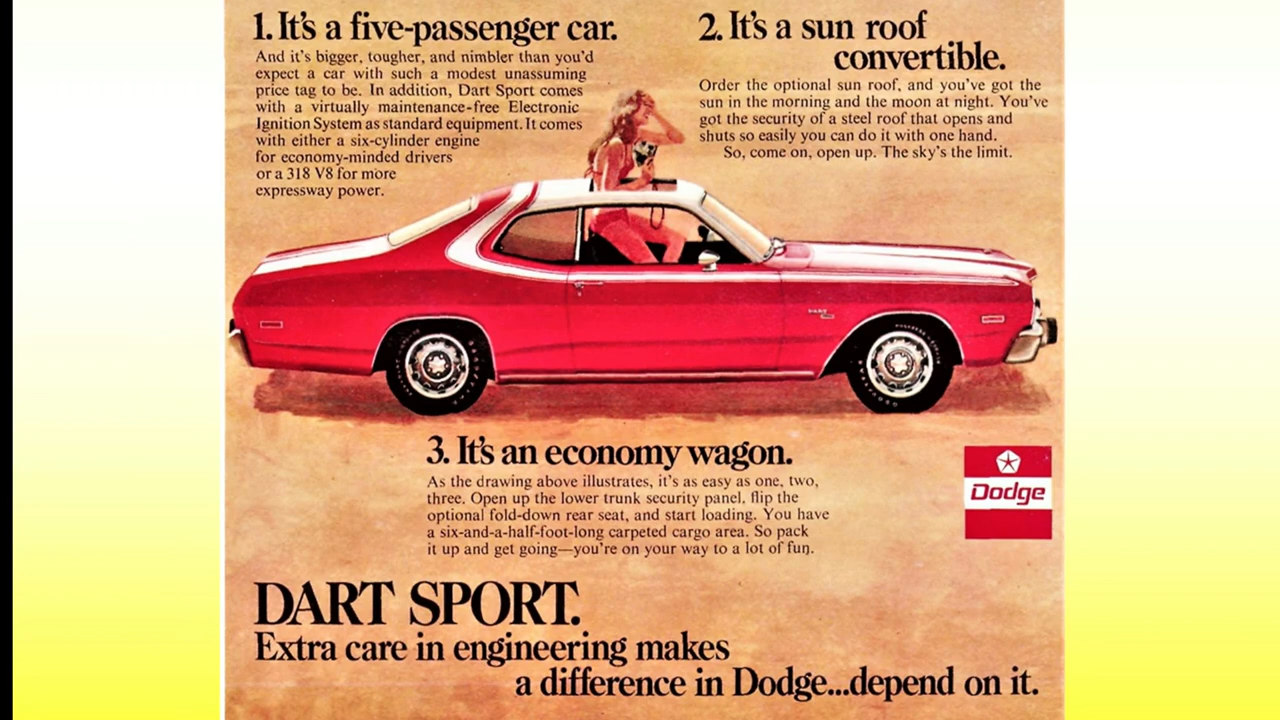 1. It's a five-passenger car.
And it's bigger, tougher, and nimbler than you'd
expect a car with such a modest unassuming
price tag to be. In addition, Dart Sport comes
with a virtually maintenance-free Electronic
Ignition System as standard equipment. It comes
with either a six-cylinder engine
for economy-minded drivers
or a 318 V8 for more
expressway power.
2. It's a sun roof
convertible.
Order the optional sun roof, and you've got the
sun in the morning and the moon at night. You've
got the security of a steel roof that opens and
shuts so easily you can do it with one hand.
So, come on, open up. The sky's the limit.
3. It's an economy wagon.
As the drawing above illustrates, it's as easy as one, two,
three. Open up the lower trunk security panel, flip the
optional fold-down rear seat, and start loading. You have
a six-and-a-half-foot-long carpeted cargo area. So pack
it up and get going—you're on your way to a lot of fun.
Dodge
DART SPORT.
Extra care in engineering makes
a difference in Dodge...depend on it.